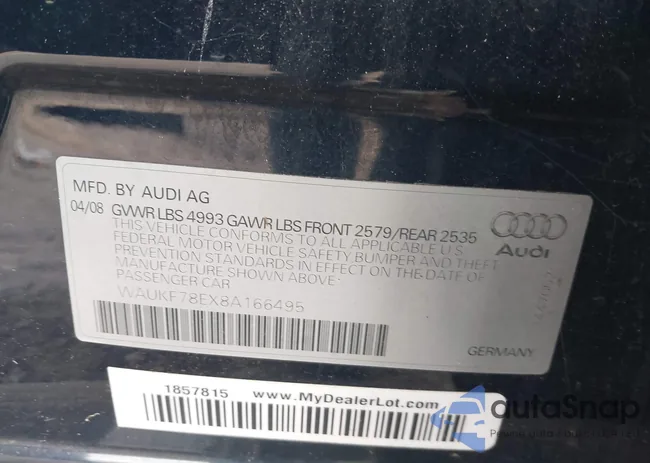 MFD. BY AUDI AG
04/08 GVWR LBS 4993 GAWR LBS FRONT 2579/REAR 2535
THIS VEHICLE CONFORMS TO ALL APPLICABLE U.S.
FEDERAL MOTOR VEHICLE SAFETY, BUMPER AND THEFT
PREVENTION STANDARDS IN EFFECT ON THE DATE OF
MANUFACTURE SHOWN ABOVE.
PASSENGER CAR
WAUKF78EX8A166495
Audi
GERMANY
1857815 www.MyDealerLot.com
autoSnap